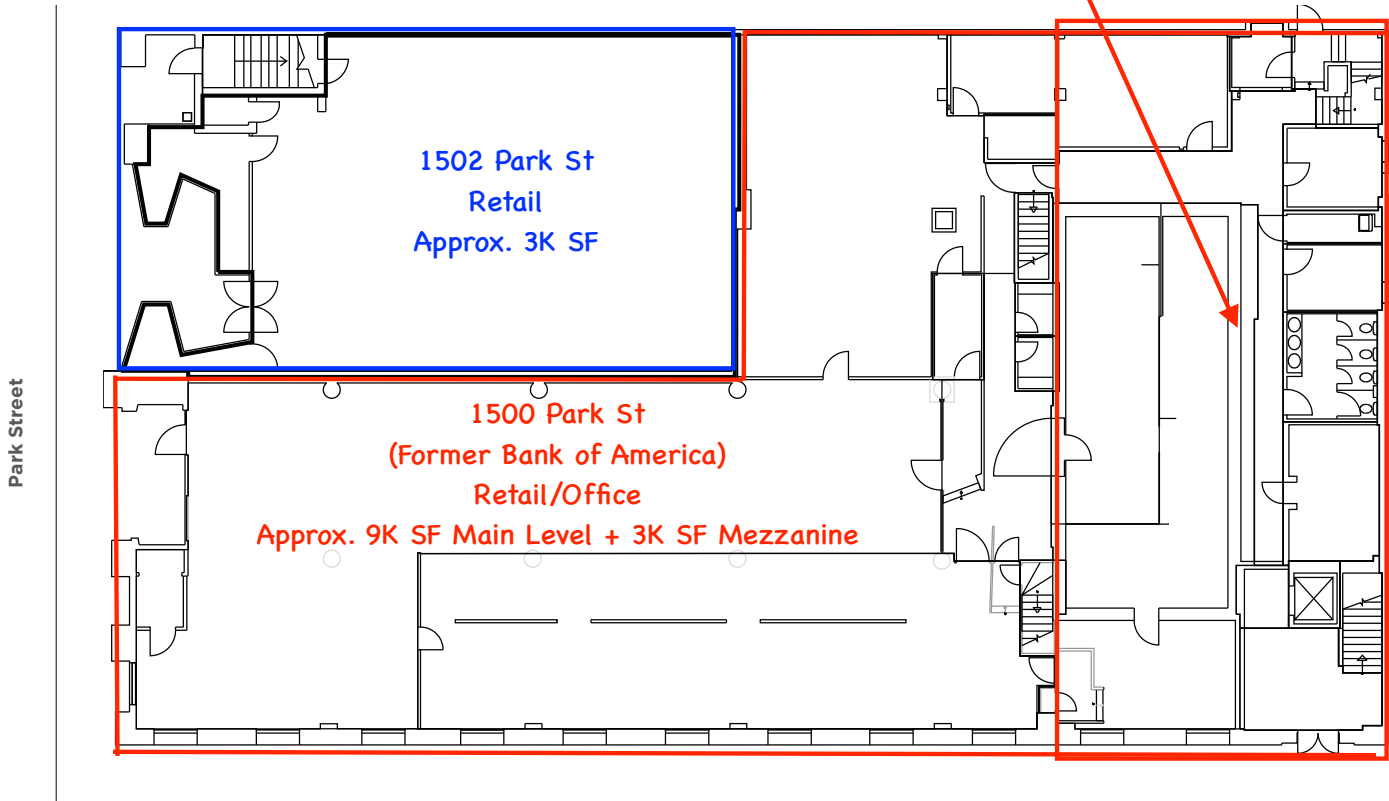 Park Street
1502 Park St
Retail
Approx. 3K SF
1500 Park St
(Former Bank of America)
Retail/Office
Approx. 9K SF Main Level + 3K SF Mezzanine